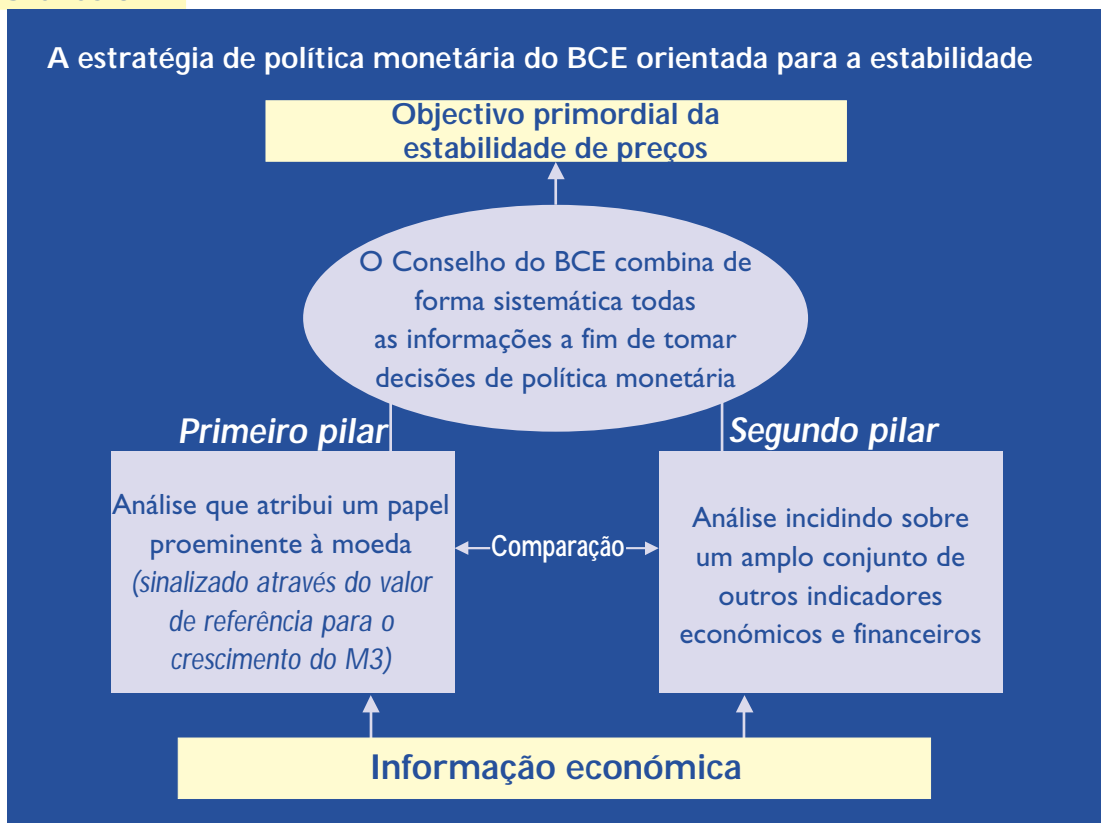 A estratégia de política monetária do BCE orientada para a estabilidade
Objectivo primordial da
estabilidade de preços
O Conselho do BCE combina de
forma sistemática todas
as informações a fim de tomar
decisões de política monetária
Primeiro pilar
Segundo pilar
Análise que atribui um papel
proeminente à moeda
(sinalizado através do valor
de referência para o
crescimento do M3)
Comparação
Análise incidindo sobre
um amplo conjunto de
outros indicadores
económicos e financeiros
Informação económica